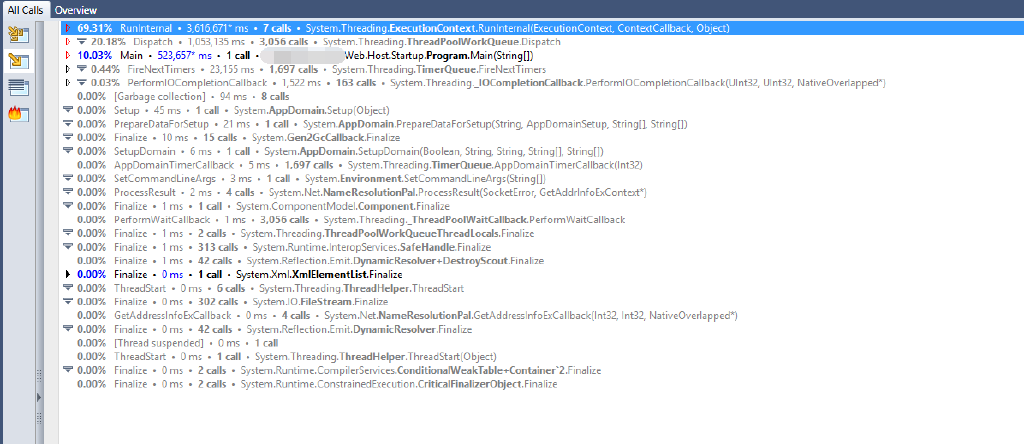 All Calls Overview
69.31% RunInternal • 3,616,671* ms • 7 calls • System.Threading.ExecutionContext.RunInternal(ExecutionContext, ContextCallback, Object)
20.18% Dispatch • 1,053,135 ms • 3,056 calls • System.Threading.ThreadPoolWorkQueue.Dispatch
10.03% Main • 523,657* ms • 1 call • Web.Host.Startup.Program.Main(String[])
0.44% FireNextTimers • 23,155 ms • 1,697 calls • System.Threading.TimerQueue.FireNextTimers
0.03% PerformIOCompletionCallback • 1,522 ms • 163 calls • System.Threading._IOCompletionCallback.PerformIOCompletionCallback(UInt32, UInt32, NativeOverlapped*)
0.00% [Garbage collection] • 94 ms • 8 calls
0.00% Setup • 45 ms • 1 call • System.AppDomain.Setup(Object)
0.00% PrepareDataForSetup • 21 ms • 1 call • System.AppDomain.PrepareDataForSetup(String, AppDomainSetup, String[], String[])
0.00% Finalize • 10 ms • 15 calls • System.Gen2GcCallback.Finalize
0.00% SetupDomain • 6 ms • 1 call • System.AppDomain.SetupDomain(Boolean, String, String, String[], String[])
0.00% AppDomainTimerCallback • 5 ms • 1,697 calls • System.Threading.TimerQueue.AppDomainTimerCallback(Int32)
0.00% SetCommandLineArgs • 3 ms • 1 call • System.Environment.SetCommandLineArgs(String[])
0.00% ProcessResult • 2 ms • 4 calls • System.Net.NameResolutionPal.ProcessResult(SocketError, GetAddrInfoExContext*)
0.00% Finalize • 1 ms • 1 call • System.ComponentModel.Component.Finalize
0.00% PerformWaitCallback • 1 ms • 3,056 calls • System.Threading._ThreadPoolWaitCallback.PerformWaitCallback
0.00% Finalize • 1 ms • 2 calls • System.Threading.ThreadPoolWorkQueueThreadLocals.Finalize
0.00% Finalize • 1 ms • 313 calls • System.Runtime.InteropServices.SafeHandle.Finalize
0.00% Finalize • 1 ms • 42 calls • System.Reflection.Emit.DynamicResolver+DestroyScout.Finalize
0.00% Finalize • 0 ms • 1 call • System.Xml.XmlElementList.Finalize
0.00% ThreadStart • 0 ms • 6 calls • System.Threading.ThreadHelper.ThreadStart
0.00% Finalize • 0 ms • 302 calls • System.IO.FileStream.Finalize
0.00% GetAddressInfoExCallback • 0 ms • 4 calls • System.Net.NameResolutionPal.GetAddressInfoExCallback(Int32, Int32, NativeOverlapped*)
0.00% Finalize • 0 ms • 42 calls • System.Reflection.Emit.DynamicResolver.Finalize
0.00% [Thread suspended] • 0 ms • 1 call
0.00% ThreadStart • 0 ms • 1 call • System.Threading.ThreadHelper.ThreadStart(Object)
0.00% Finalize • 0 ms • 2 calls • System.Runtime.CompilerServices.ConditionalWeakTable+Container`2.Finalize
0.00% Finalize • 0 ms • 2 calls • System.Runtime.ConstrainedExecution.CriticalFinalizerObject.Finalize